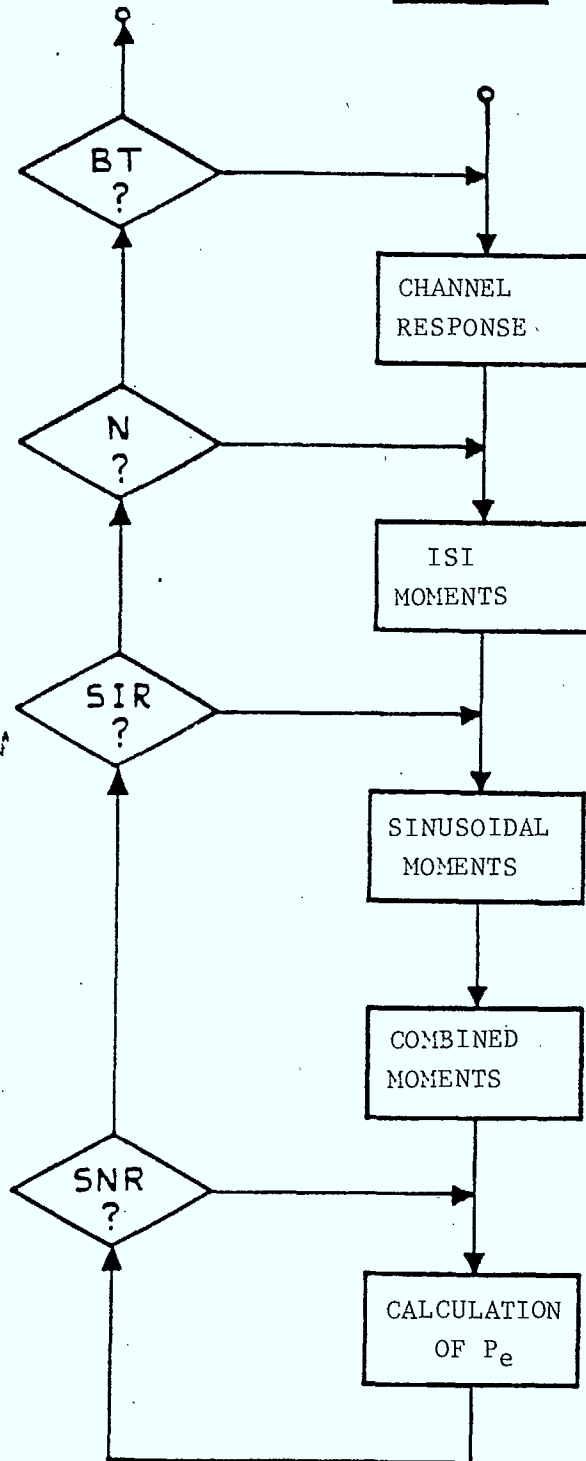 BT
?
CHANNEL
RESPONSE
N
?
ISI
MOMENTS
SIR
?
SINUSOIDAL
MOMENTS
COMBINED
MOMENTS
SNR
?
CALCULATION
OF Pe